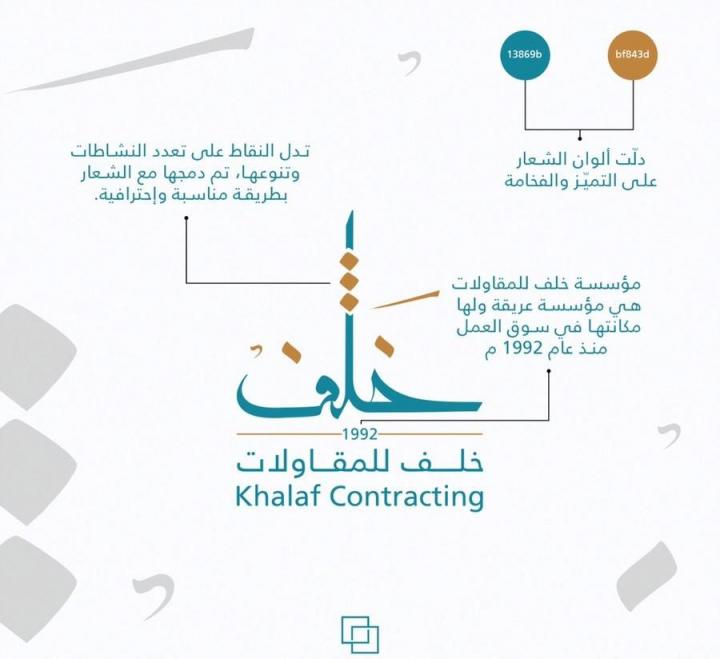 13869b
bf843d
دلّت ألوان الشعار
على التميّز والفخامة
تدل النقاط على تعدد النشاطات
وتنوعها، تم دمجها مع الشعار
بطريقة مناسبة وإحترافية.
مؤسسة خلف للمقاولات
هي مؤسسة عريقة ولها
مكانتها في سوق العمل
منذ عام 1992 م
خلف
1992
خلــف للمقــاولات
Khalaf Contracting